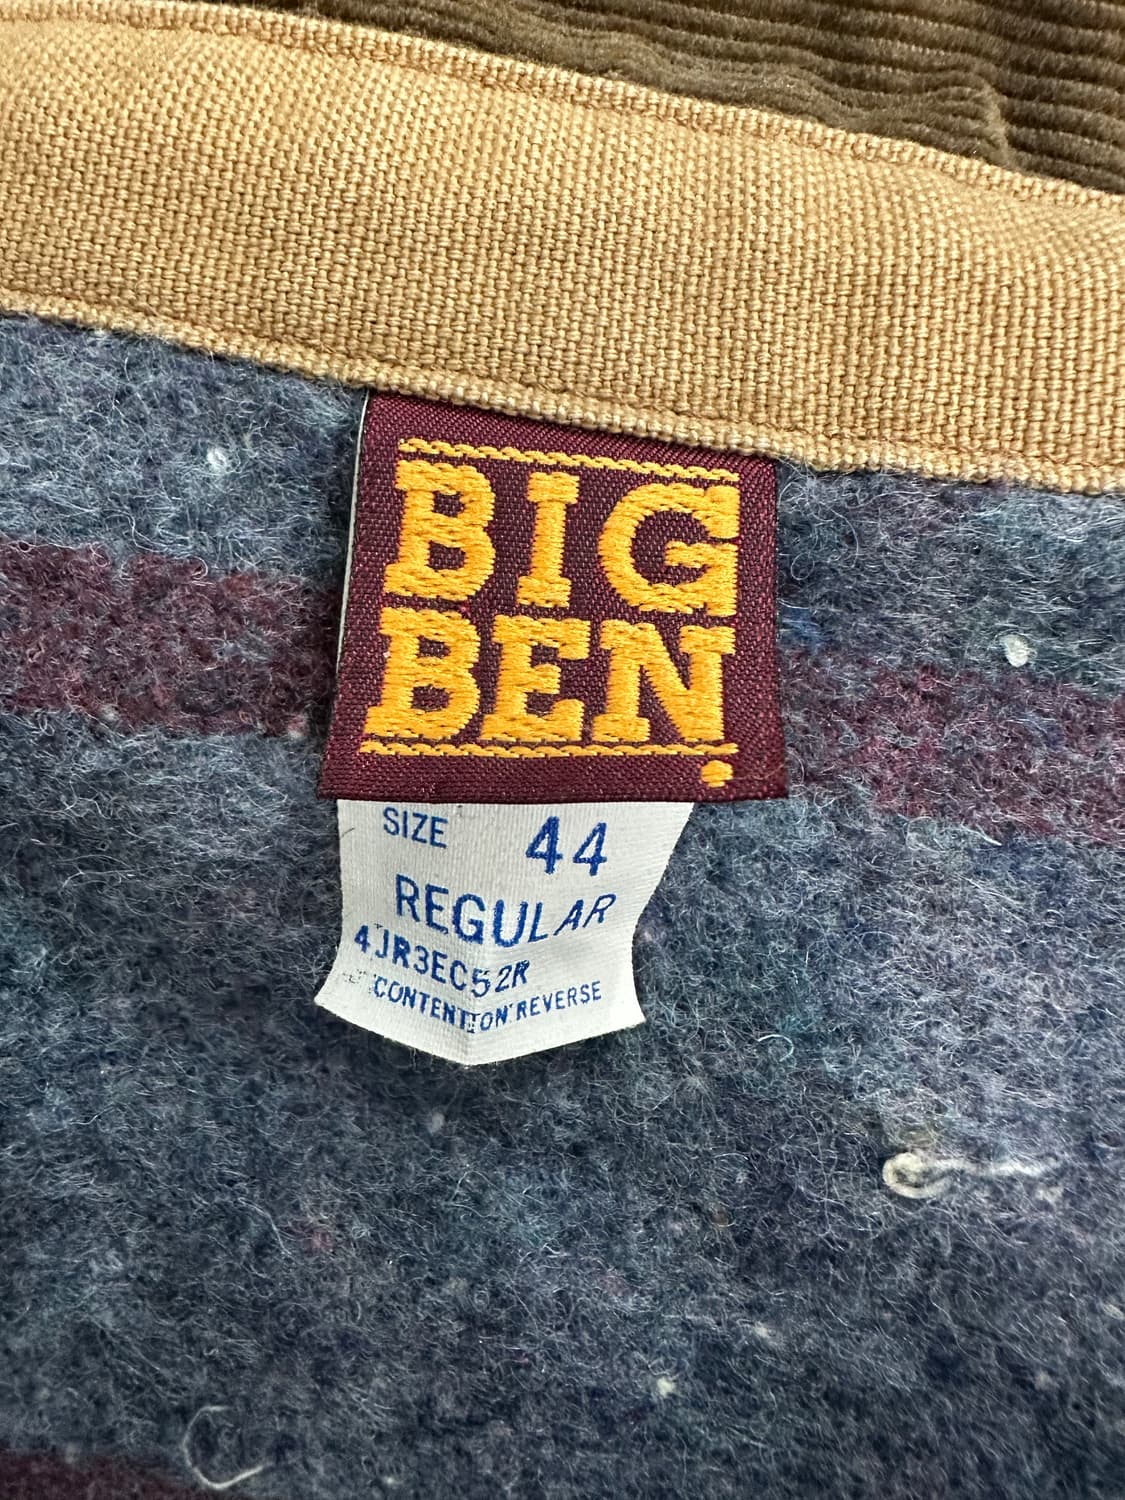 BIG
BEN.
SIZE 44
REGULAR
4JR3EC52R
CONTENT ON REVERSE